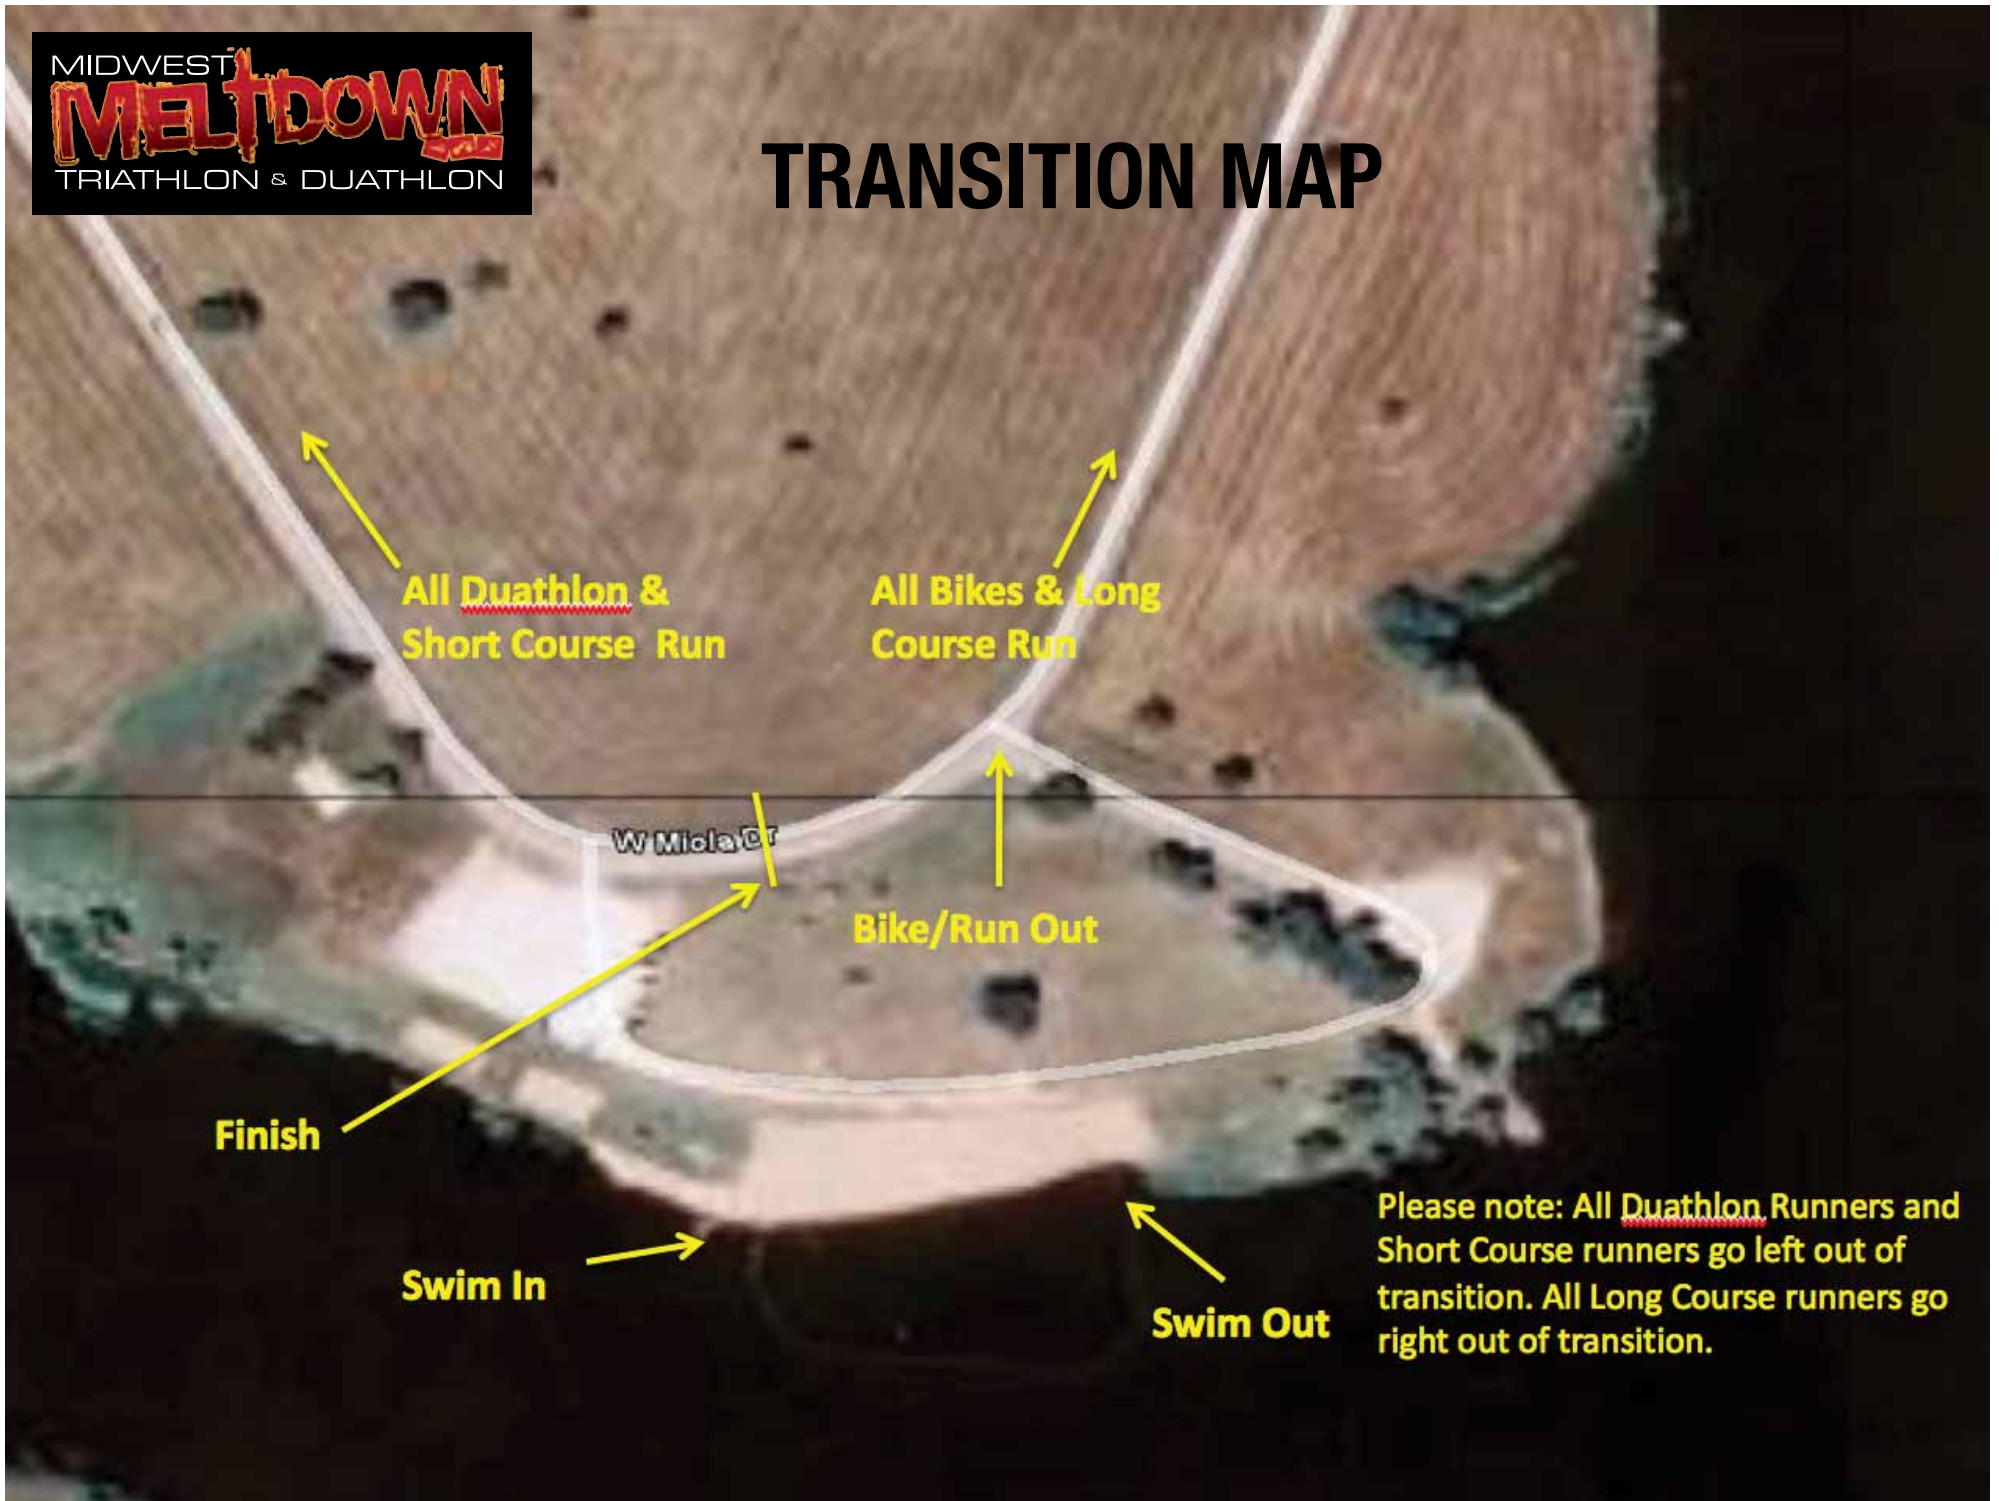 MIDWEST
MELTDOWN
TRIATHLON & DUATHLON
TRANSITION MAP
All Duathlon &
Short Course Run
All Bikes & Long
Course Run
W Miola Dr
Bike/Run Out
Finish
Swim In
Swim Out
Please note: All Duathlon Runners and
Short Course runners go left out of
transition. All Long Course runners go
right out of transition.